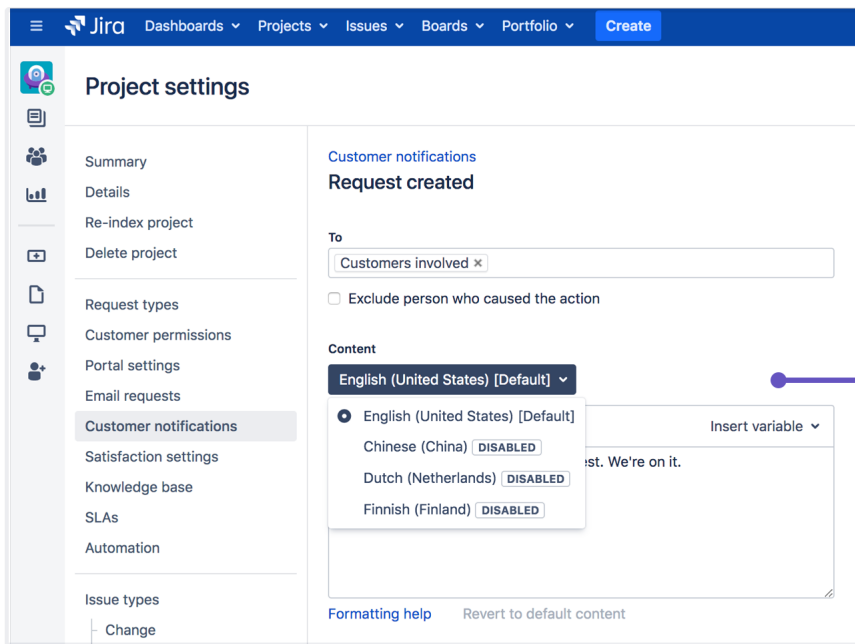 Jira Dashboards Projects Issues Boards Portfolio Create
Project settings
Summary
Details
Re-index project
Delete project
Request types
Customer permissions
Portal settings
Email requests
Customer notifications
Satisfaction settings
Knowledge base
SLAs
Automation
Issue types
Change
Customer notifications
Request created
To
Customers involved ×
Exclude person who caused the action
Content
English (United States) [Default]
English (United States) [Default]
Chinese (China) DISABLED
Dutch (Netherlands) DISABLED
Finnish (Finland) DISABLED
Insert variable
est. We're on it.
Formatting help Revert to default content